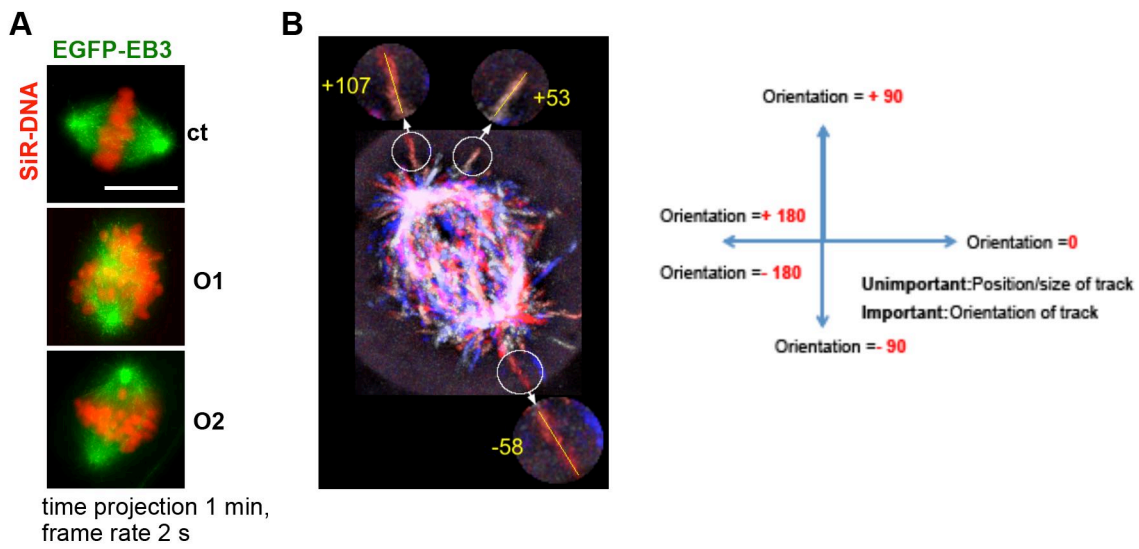 A
EGFP-EB3
SiR-DNA
ct
O1
O2
time projection 1 min,
frame rate 2 s
B
+107
+53
-58
Orientation = + 90
Orientation =+ 180
Orientation =0
Orientation =- 180
Unimportant:Position/size of track
Important:Orientation of track
Orientation =- 90